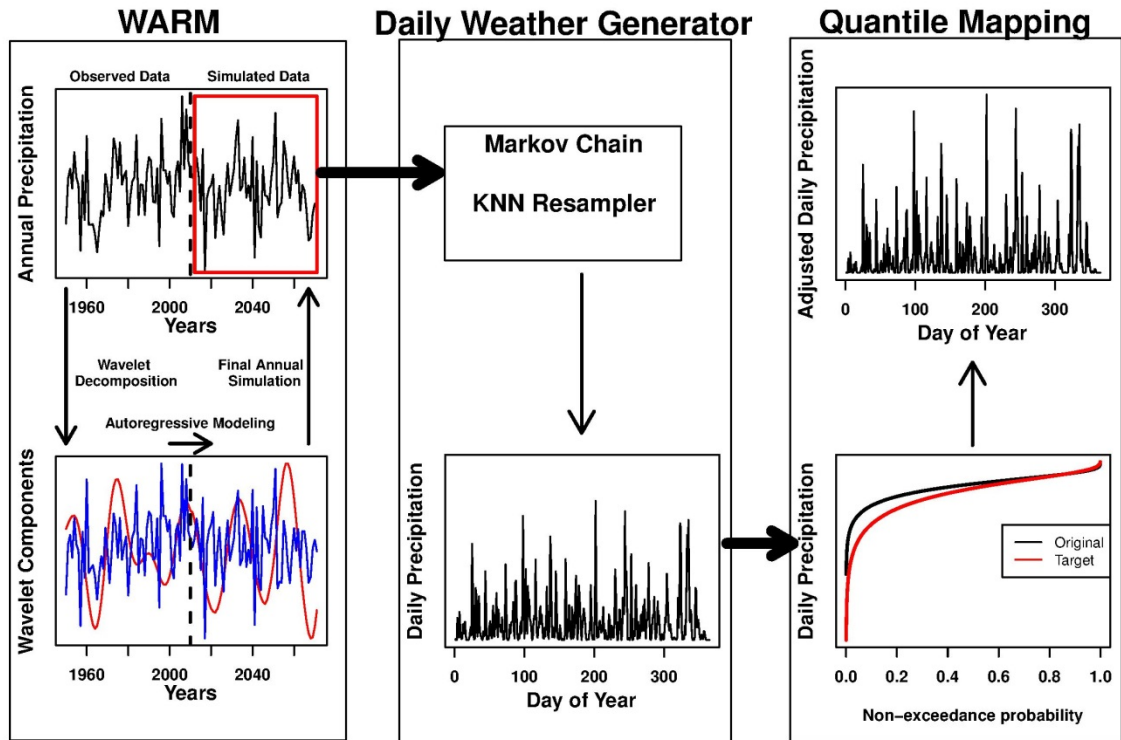 WARM
Observed Data Simulated Data
Annual Precipitation
1960 2000 2040
Years
Wavelet
Decomposition
Final Annual
Simulation
Autoregressive Modeling
Wavelet Components
1960 2000 2040
Years
Daily Weather Generator
Markov Chain
KNN Resampler
Daily Precipitation
0 100 200 300
Day of Year
Quantile Mapping
Adjusted Daily Precipitation
0 100 200 300
Day of Year
Daily Precipitation
Original
Target
0.0 0.2 0.4 0.6 0.8 1.0
Non-exceedance probability